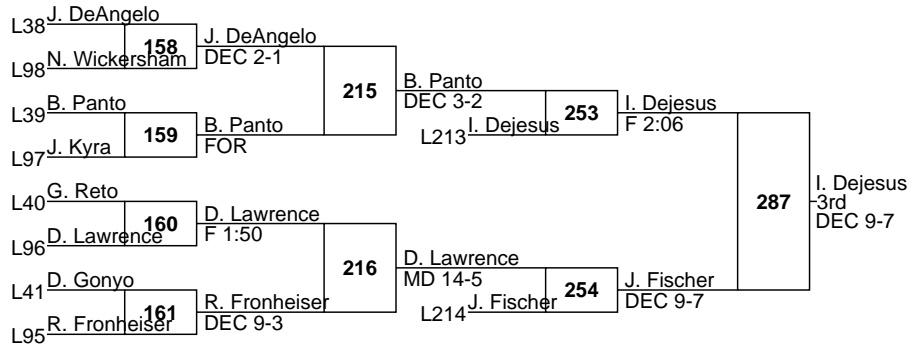 L38 J. DeAngelo
158
L98 N. Wickersham
J. DeAngelo
DEC 2-1
L39 B. Panto
159
L97 J. Kyra
B. Panto
FOR
215
B. Panto
DEC 3-2
L213 I. Dejesus
253
I. Dejesus
F 2:06
L40 G. Reto
160
L96 D. Lawrence
D. Lawrence
F 1:50
L41 D. Gonyo
161
L95 R. Fronheiser
R. Fronheiser
DEC 9-3
216
D. Lawrence
MD 14-5
L214 J. Fischer
254
J. Fischer
DEC 9-7
287
I. Dejesus
3rd
DEC 9-7